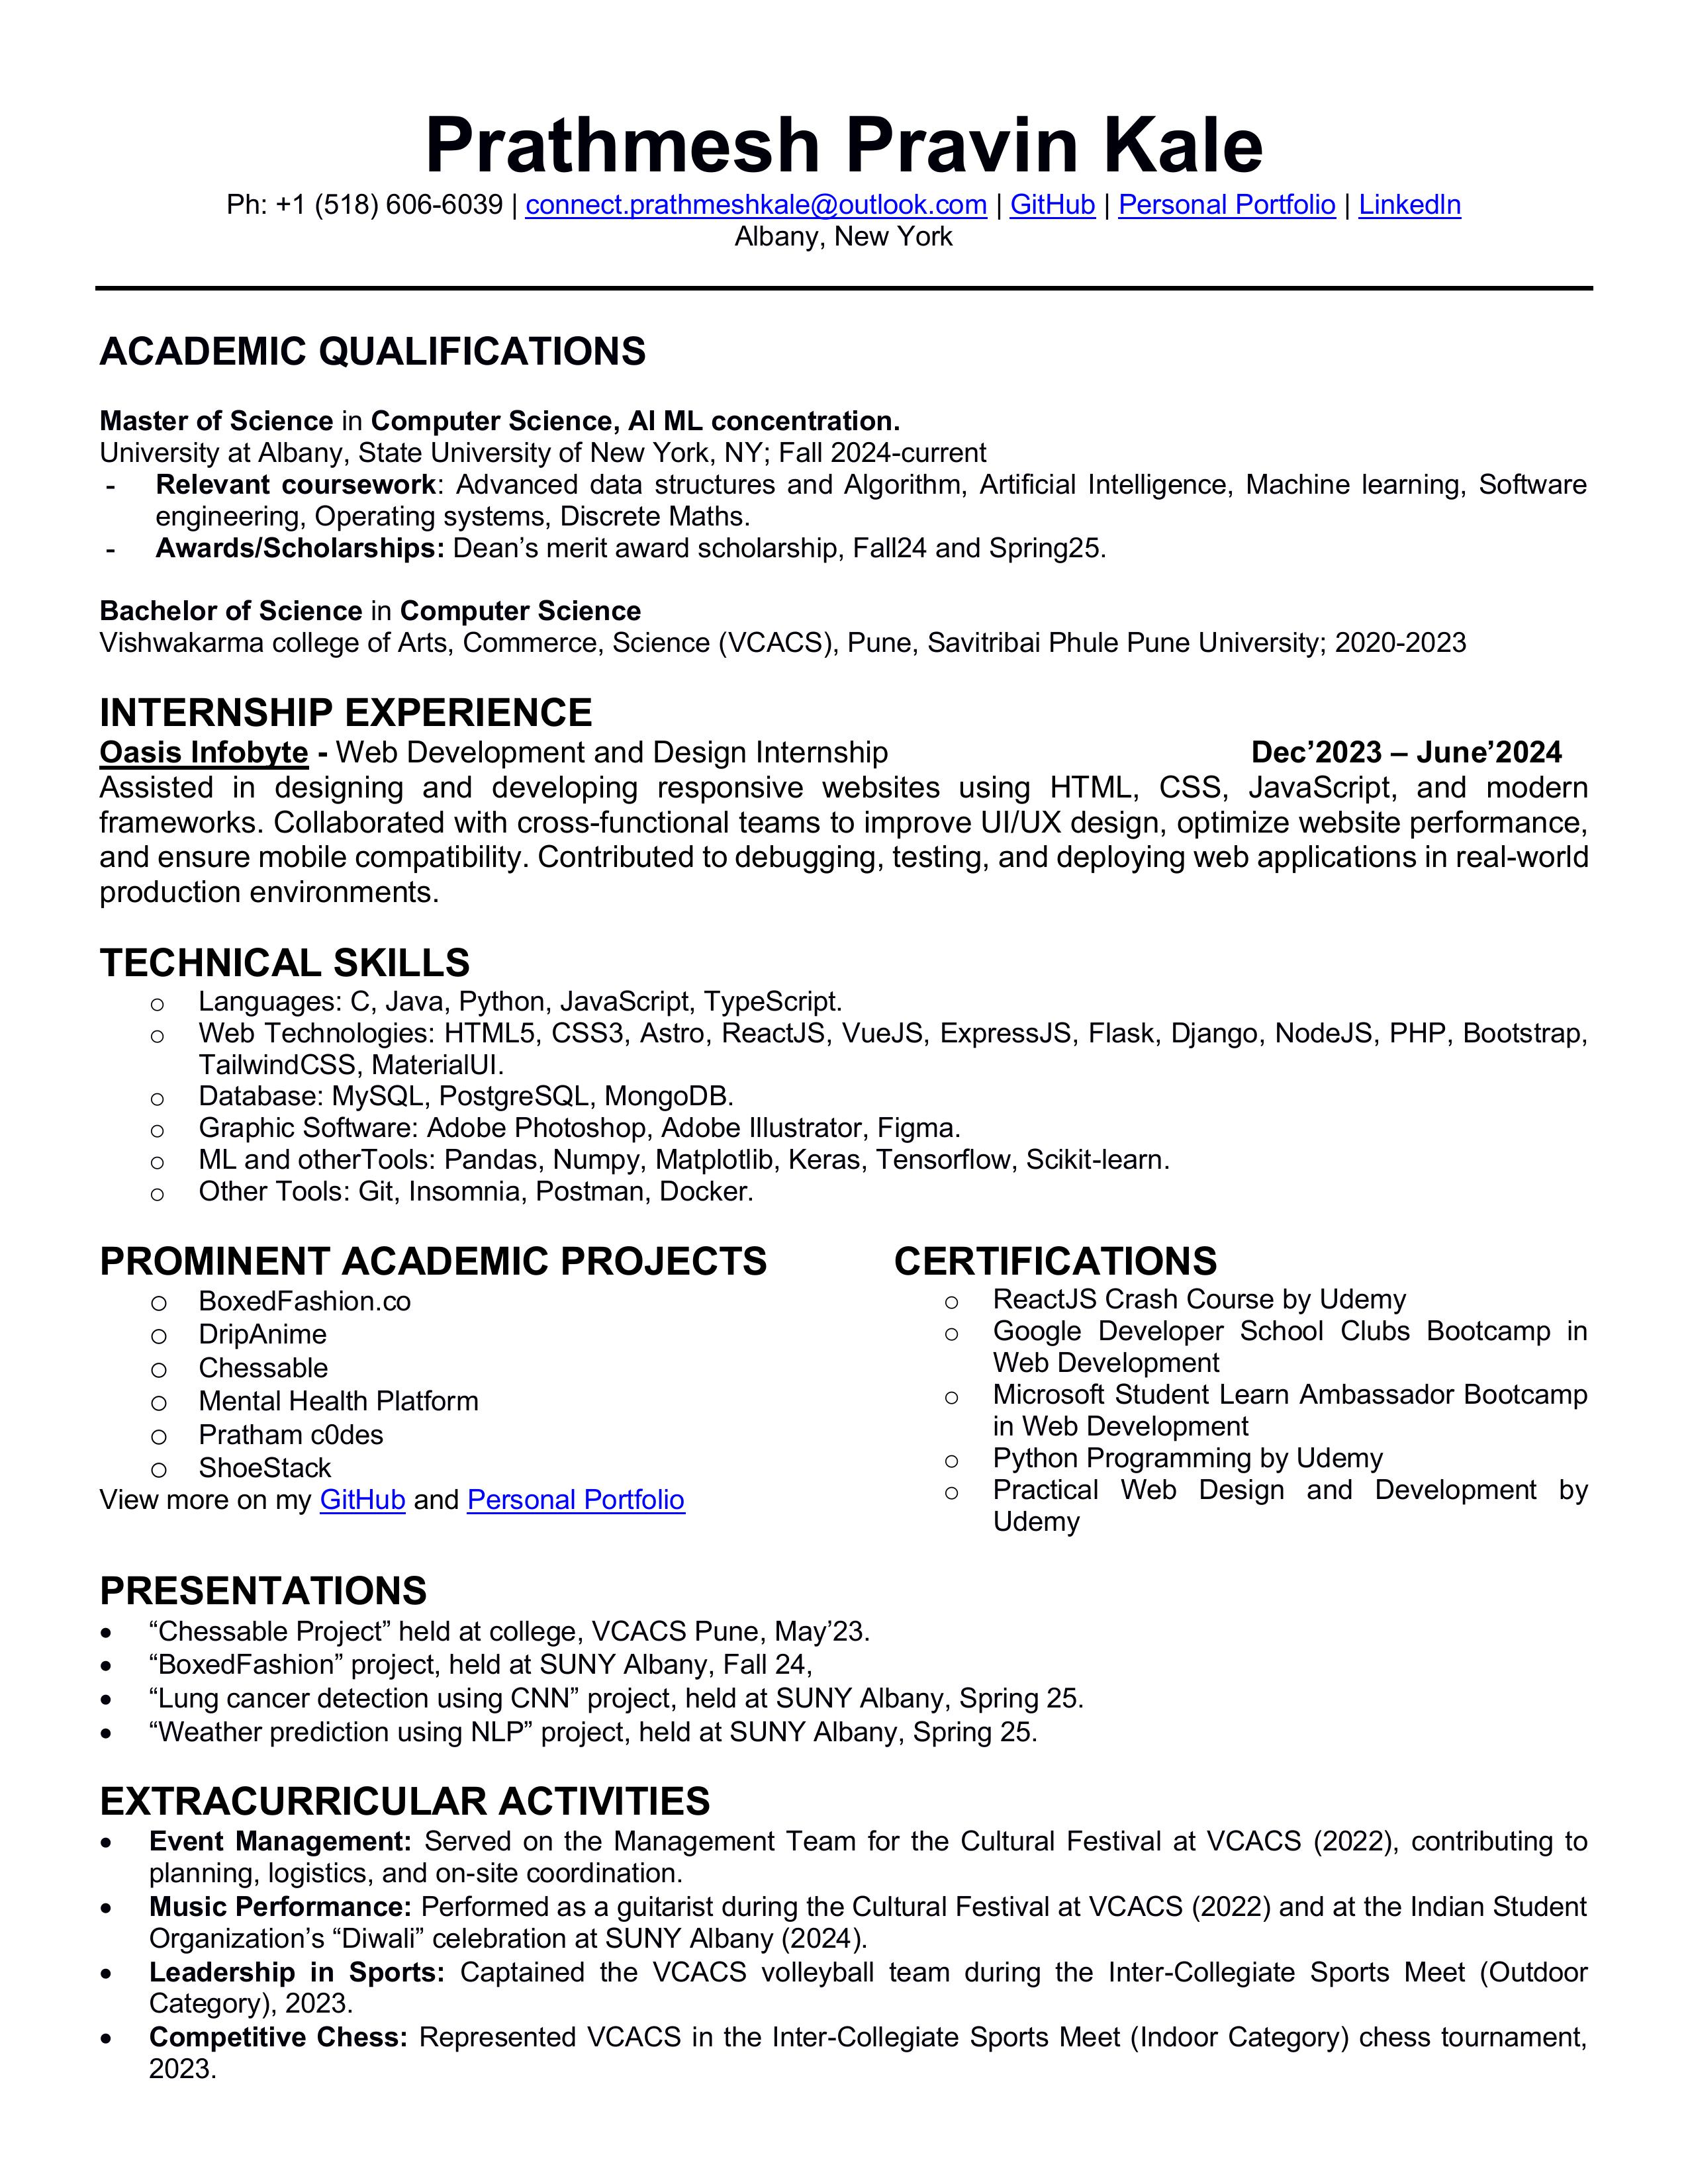 Prathmesh Pravin Kale
Ph: +1 (518) 606-6039 | connect.prathmeshkale@outlook.com | GitHub | Personal Portfolio | LinkedIn
Albany, New York
ACADEMIC QUALIFICATIONS
Master of Science in Computer Science, AI ML concentration.
University at Albany, State University of New York, NY; Fall 2024-current
- Relevant coursework: Advanced data structures and Algorithm, Artificial Intelligence, Machine learning, Software
engineering, Operating systems, Discrete Maths.
- Awards/Scholarships: Dean’s merit award scholarship, Fall24 and Spring25.
Bachelor of Science in Computer Science
Vishwakarma college of Arts, Commerce, Science (VCACS), Pune, Savitribai Phule Pune University; 2020-2023
INTERNSHIP EXPERIENCE
Oasis Infobyte - Web Development and Design Internship Dec’2023 – June’2024
Assisted in designing and developing responsive websites using HTML, CSS, JavaScript, and modern
frameworks. Collaborated with cross-functional teams to improve UI/UX design, optimize website performance,
and ensure mobile compatibility. Contributed to debugging, testing, and deploying web applications in real-world
production environments.
TECHNICAL SKILLS
o Languages: C, Java, Python, JavaScript, TypeScript.
o Web Technologies: HTML5, CSS3, Astro, ReactJS, VueJS, ExpressJS, Flask, Django, NodeJS, PHP, Bootstrap,
TailwindCSS, MaterialUI.
o Database: MySQL, PostgreSQL, MongoDB.
o Graphic Software: Adobe Photoshop, Adobe Illustrator, Figma.
o ML and otherTools: Pandas, Numpy, Matplotlib, Keras, Tensorflow, Scikit-learn.
o Other Tools: Git, Insomnia, Postman, Docker.
PROMINENT ACADEMIC PROJECTS
o BoxedFashion.co
o DripAnime
o Chessable
o Mental Health Platform
o Pratham c0des
o ShoeStack
View more on my GitHub and Personal Portfolio
CERTIFICATIONS
o ReactJS Crash Course by Udemy
o Google Developer School Clubs Bootcamp in
Web Development
o Microsoft Student Learn Ambassador Bootcamp
in Web Development
o Python Programming by Udemy
o Practical Web Design and Development by
Udemy
PRESENTATIONS
• “Chessable Project” held at college, VCACS Pune, May’23.
• “BoxedFashion” project, held at SUNY Albany, Fall 24,
• “Lung cancer detection using CNN” project, held at SUNY Albany, Spring 25.
• “Weather prediction using NLP” project, held at SUNY Albany, Spring 25.
EXTRACURRICULAR ACTIVITIES
• Event Management: Served on the Management Team for the Cultural Festival at VCACS (2022), contributing to
planning, logistics, and on-site coordination.
• Music Performance: Performed as a guitarist during the Cultural Festival at VCACS (2022) and at the Indian Student
Organization’s “Diwali” celebration at SUNY Albany (2024).
• Leadership in Sports: Captained the VCACS volleyball team during the Inter-Collegiate Sports Meet (Outdoor
Category), 2023.
• Competitive Chess: Represented VCACS in the Inter-Collegiate Sports Meet (Indoor Category) chess tournament,
2023.